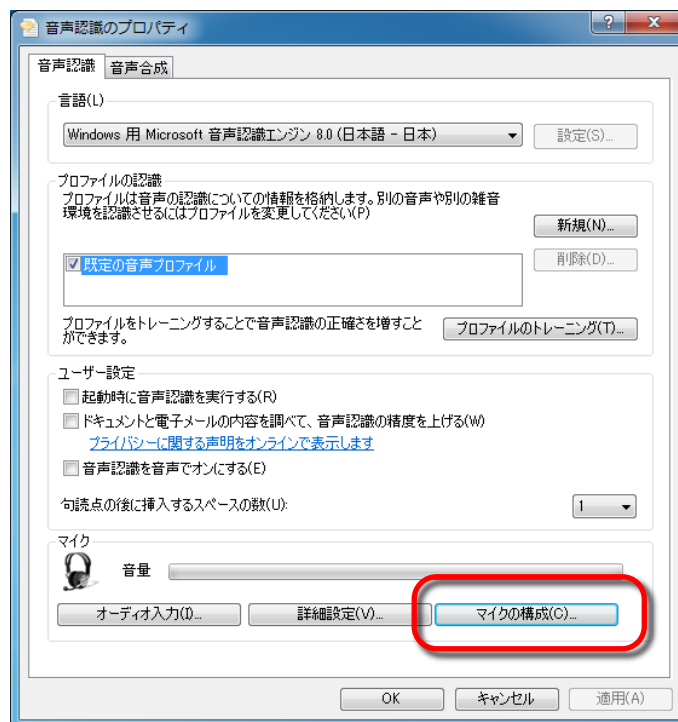 音声認識のプロパティ
音声認識 音声合成
言語(L)
Windows 用 Microsoft 音声認識エンジン 8.0 (日本語 - 日本) 設定(S)...
プロファイルの認識
プロファイルは音声の認識についての情報を格納します。別の音声や別の雑音
環境を認識させるにはプロファイルを変更してください(P)
新規(N)...
既定の音声プロファイル 削除(D)...
プロファイルをトレーニングすることで音声認識の正確さを増すこと
ができます。
プロファイルのトレーニング(T)...
ユーザー設定
起動時に音声認識を実行する(R)
ドキュメントと電子メールの内容を調べて、音声認識の精度を上げる(W)
プライバシーに関する声明をオンラインで表示します
音声認識を音声でオンにする(E)
句読点の後に挿入するスペースの数(U): 1
マイク
音量
オーディオ入力(I)... 詳細設定(V)... マイクの構成(C)...
OK キャンセル 適用(A)